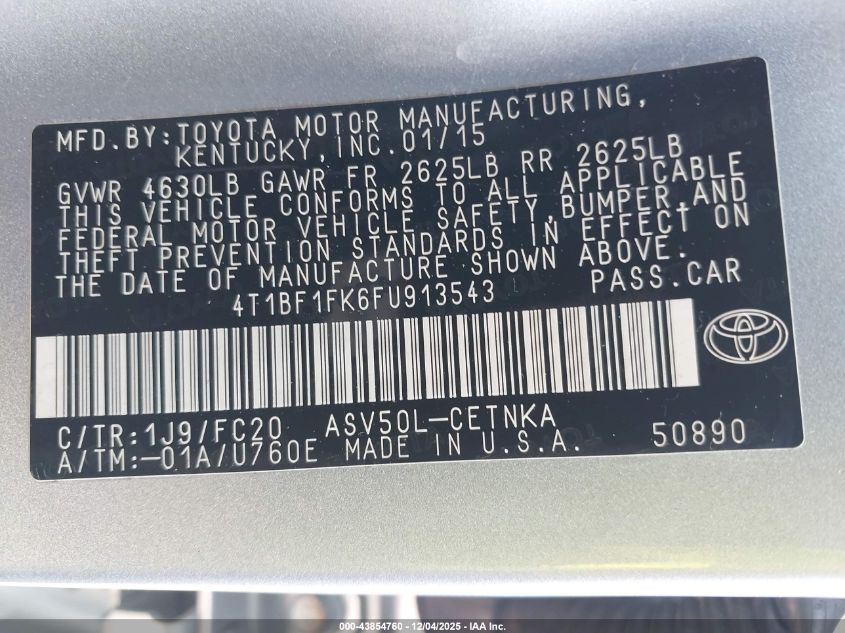 MFD.BY:TOYOTA MOTOR MANUFACTURING,
KENTUCKY,INC.01/15
GVWR 4630LB GAWR FR 2625LB RR 2625LB
THIS VEHICLE CONFORMS TO ALL APPLICABLE
FEDERAL MOTOR VEHICLE SAFETY,BUMPER,AND
THEFT PREVENTION STANDARDS IN EFFECT ON
THE DATE OF MANUFACTURE SHOWN ABOVE.
4T1BF1FK6FU913543 PASS.CAR
C/TR:1J9/FC20 ASV50L-CETNKA
A/TM:-01A/U760E MADE IN U.S.A. 50890
000-43854760 - 12/04/2025 - IAA Inc.